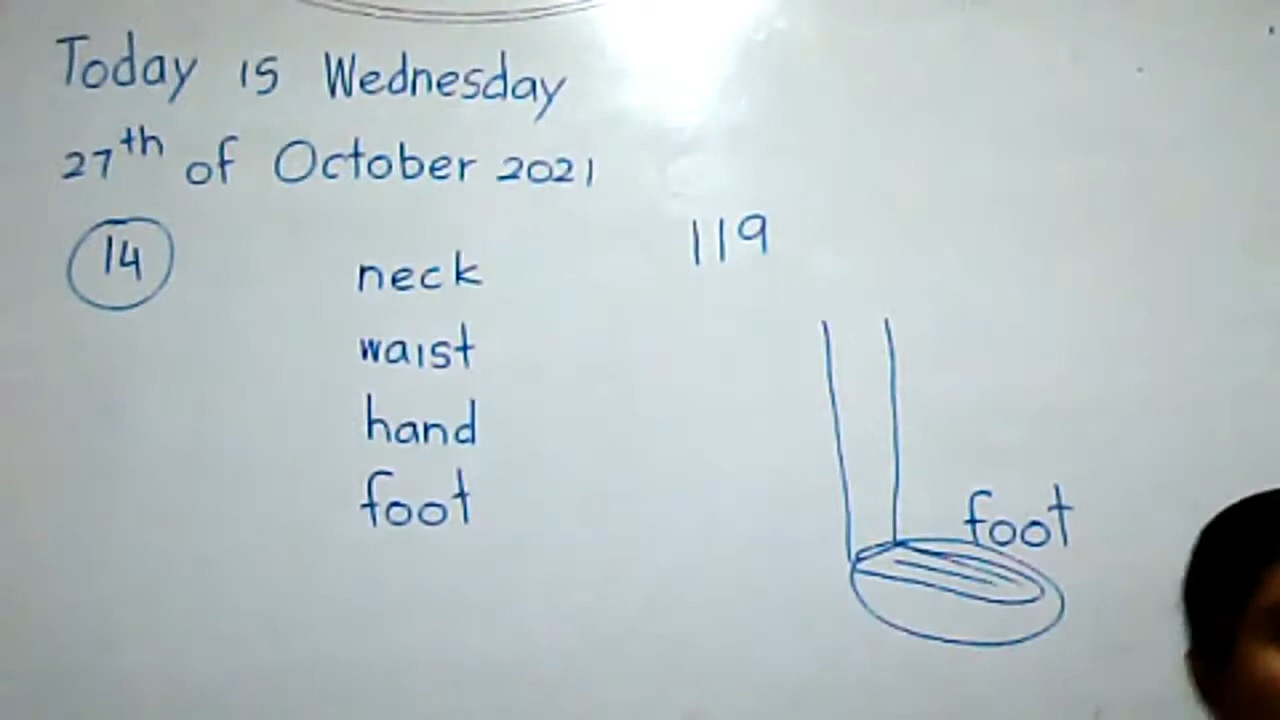 Today is Wednesday
27th of October 2021
14
119
neck
waist
hand
foot
foot